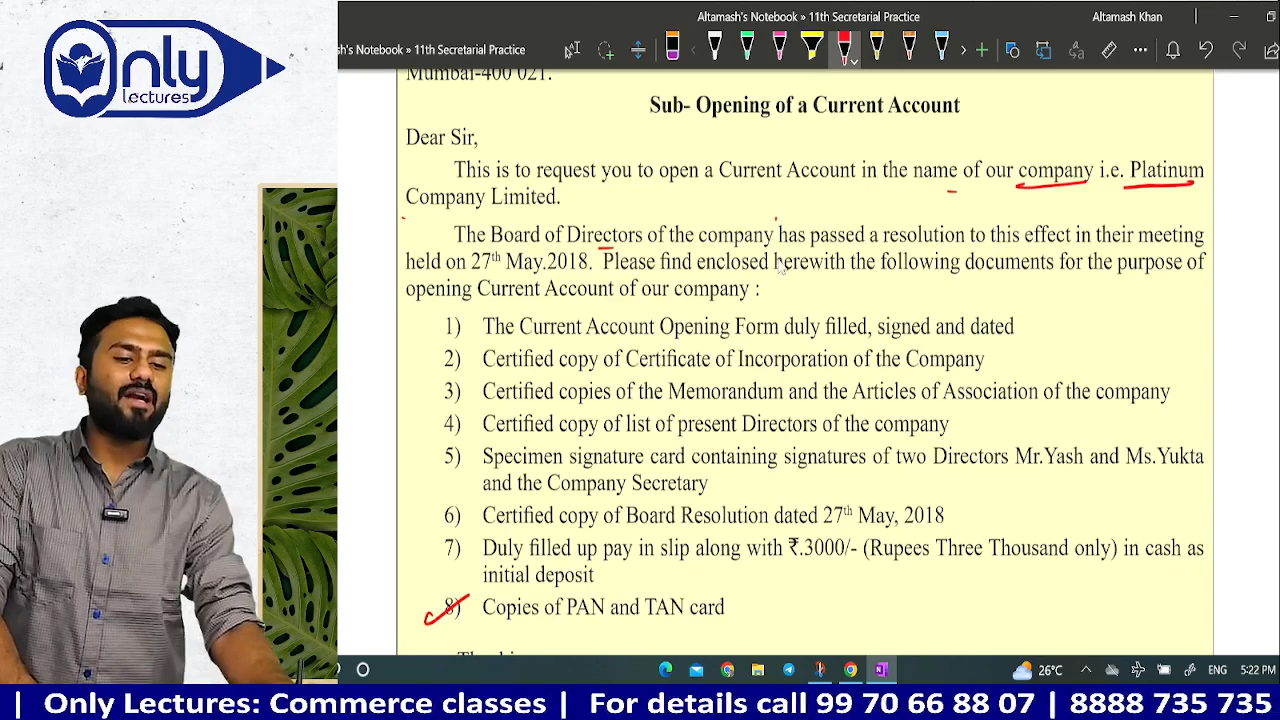 Only
lectures
Altamash's Notebook » 11th Secretarial Practice
Altamash Khan
sh's Notebook » 11th Secretarial Practice
Mumbai-400 021.
Sub- Opening of a Current Account
Dear Sir,
This is to request you to open a Current Account in the name of our company i.e. Platinum
Company Limited.
The Board of Directors of the company has passed a resolution to this effect in their meeting
held on 27th May.2018. Please find enclosed herewith the following documents for the purpose of
opening Current Account of our company :
1) The Current Account Opening Form duly filled, signed and dated
2) Certified copy of Certificate of Incorporation of the Company
3) Certified copies of the Memorandum and the Articles of Association of the company
4) Certified copy of list of present Directors of the company
5) Specimen signature card containing signatures of two Directors Mr.Yash and Ms.Yukta
and the Company Secretary
6) Certified copy of Board Resolution dated 27th May, 2018
7) Duly filled up pay in slip along with ₹.3000/- (Rupees Three Thousand only) in cash as
initial deposit
8) Copies of PAN and TAN card
26°C
ENG
5:22 PM
| Only Lectures: Commerce classes | For details call 99 70 66 88 07 | 8888 735 735